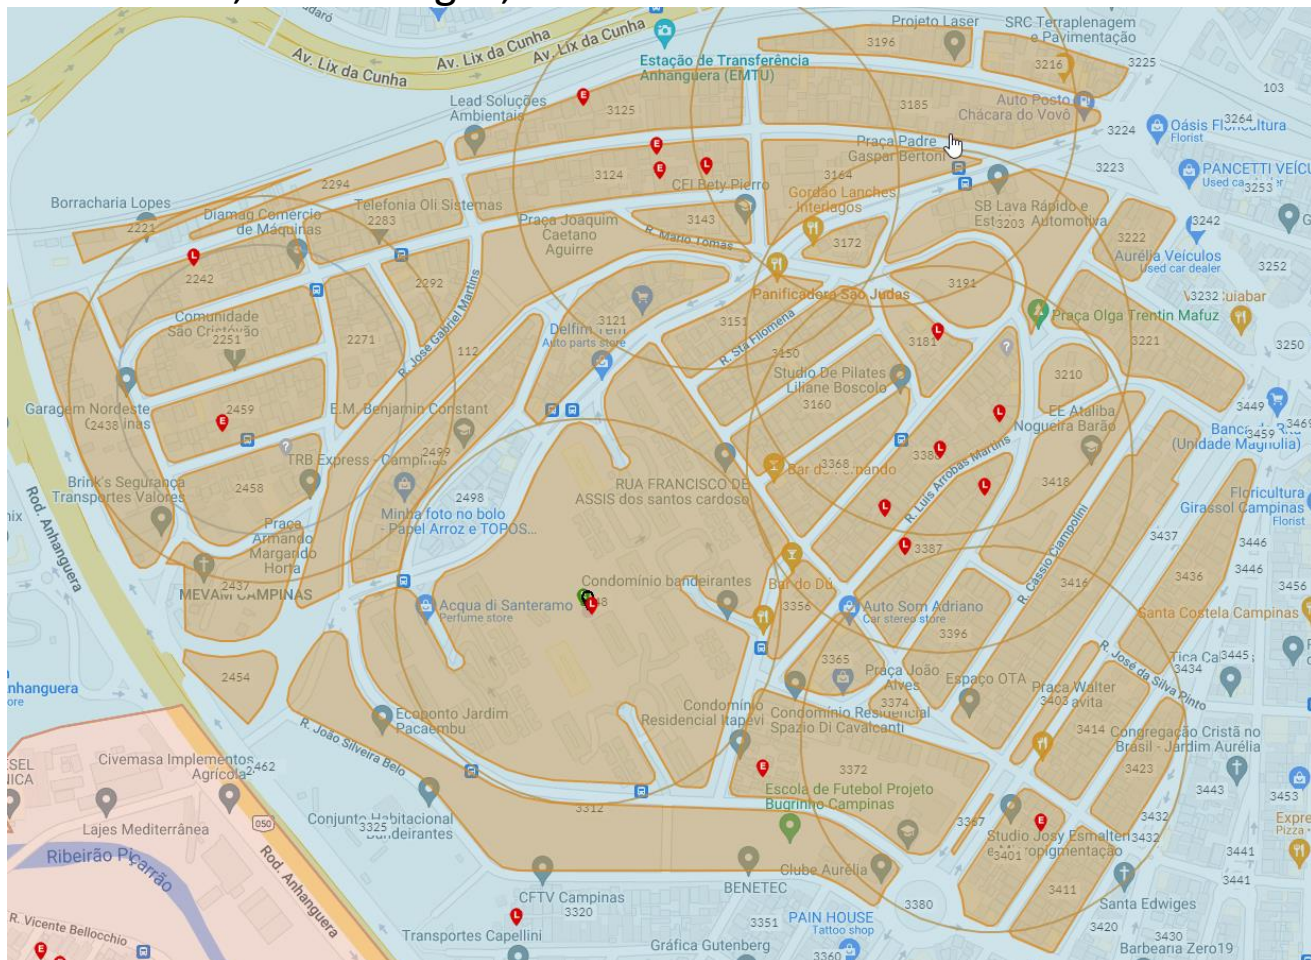 Av. Lix da Cunha
Av. Lix da Cunha
Av. Lix da Cunha
Estação de Transferência
Anhanguera (EMTU)
Projeto Laser
3196
SRC Terraplenagem
e Pavimentação
3216
3225
103
Lead Soluções
Ambientais
3125
3185
Auto Posto
Chácara do Vovô
3224
3264
Oásis Floricultura
Florist
Praça Padre
Gaspar Bertoni
3223
PANCETTI VEÍCU
3253
2294
3124
CEI Bety Pierro
3164
Gordão Lanches
- Interlagos
Borracharia Lopes
2221
Diamaq Comercio
de Máquinas
Telefonia Oli Sistemas
2283
Praça Joaquim
Caetano
Aguirre
3143
R. Mario Tomas
3172
SB Lava Rápido e
3203
Automotiva
3222
3242
Aurélia Veículos
Used car dealer
3252
2242
2292
R. José Gabriel Martins
Panificadora São Judas
3191
3232
Praça Olga Trentin Mafuz
Comunidade
São Cristóvão
2251
2271
112
3121
Auto parts store
3151
R. Sta Filomena
3150
3181
3221
3250
Studio De Pilates
Liliane Boscolo
3160
3210
Garagem Nordeste
2438
2459
E.M. Benjamin Constant
EE Ataliba
Nogueira Barão
3449
3469
3459
(Unidade Magnólia)
TRB Express - Campinas
2499
2458
Brink's Segurança
Transportes Valores
2498
Minha foto no bolo
- Papel Arroz e TOPOS...
RUA FRANCISCO DE
ASSIS dos santos cardoso
3368
R. Luis Arrobas Martins
3418
Floricultura
Girassol Campinas
Florist
Rod. Anhanguera
Praça
Armando
Margarido
Horta
3387
R. Cássio Ciampolini
3437
3446
3446
3436
3456
2437
MEVAM CAMPINAS
Condomínio bandeirantes
Bar do Du
3416
Acqua di Santeramo
Perfume store
3356
Auto Som Adriano
Car stereo store
3396
Santa Costela Campinas
2454
3365
Praça João
Alves
3374
Espaço OTA
Praça Walter
3403
R. José da Silva Pinto
3445
3434
nhanguera
ore
R. João Silveira Belo
Ecoponto Jardim
Pacaembu
Condomínio
Residencial Itapevi
Condomínio Residencial
Spazio Di Cavalcanti
3414
Congregação Cristã no
Brasil - Jardim Aurélia
Civemasa Implementos
Agrícola
2462
3372
3423
3443
3453
Escola de Futebol Projeto
Bugrinho Campinas
3312
Lajes Mediterrânea
050
Conjunto Habitacional
Bandeirantes
3325
3367
Studio Josy Esmalteri
3432
3432
3401
Ribeirão Piçarrão
Rod. Anhanguera
Clube Aurélia
BENETEC
3411
3441
3441
CFTV Campinas
3320
3380
Santa Edwiges
R. Vicente Bellocchio
Transportes Capellini
3351
PAIN HOUSE
Tattoo shop
3360
3420
3430
Barbearia Zero19
Gráfica Gutenberg